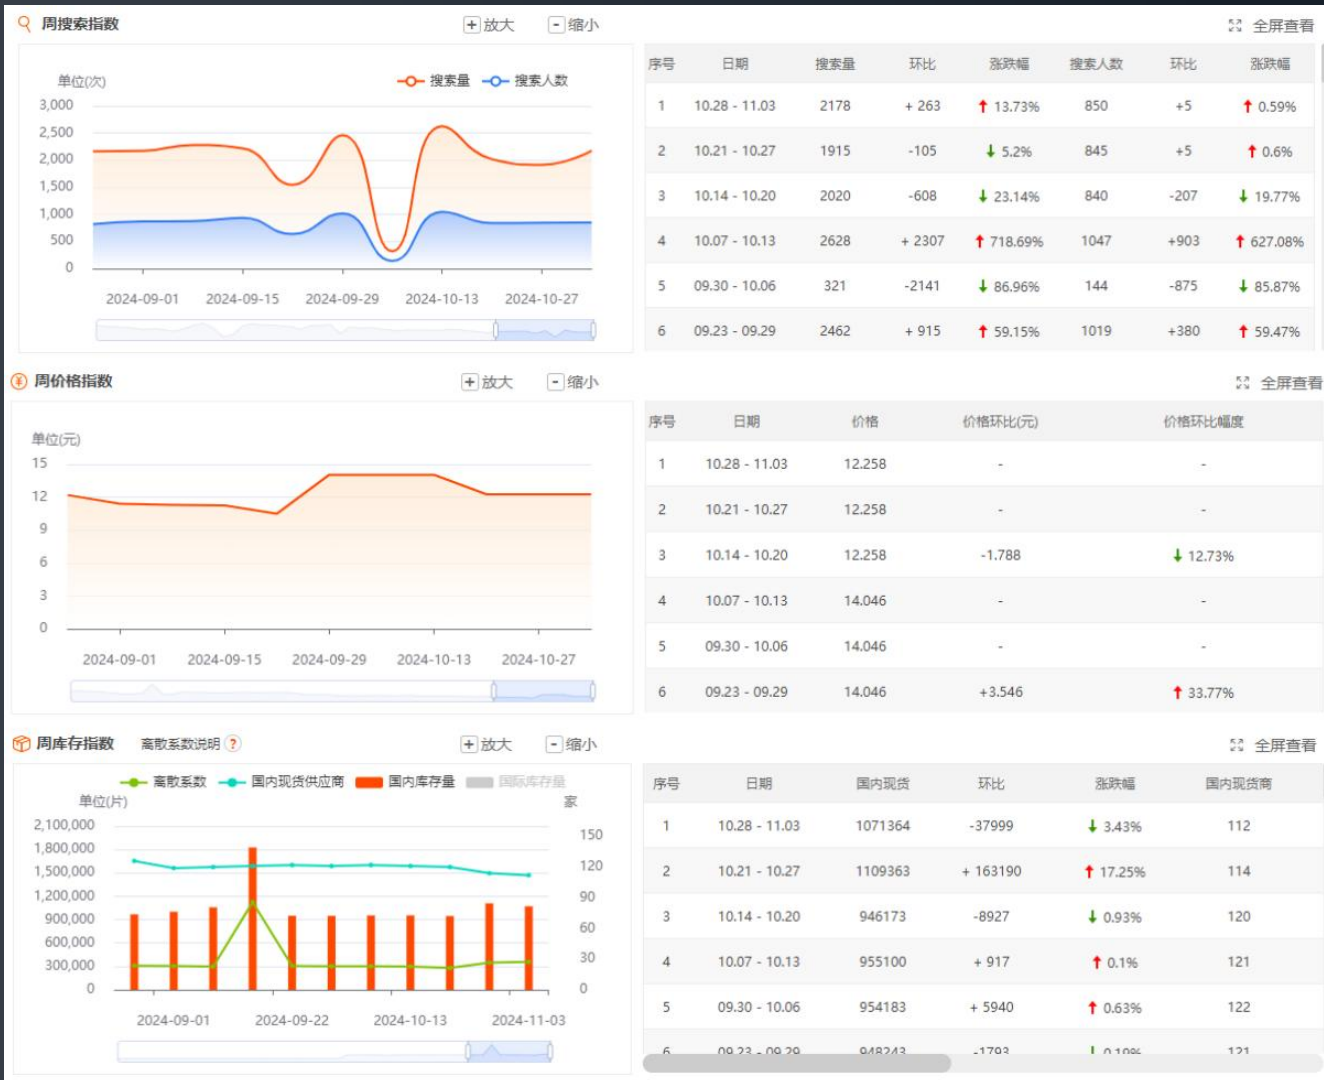 周搜索指数 + 放大 - 缩小 全屏查看
单位(次) 搜索量 搜索人数
3,000
2,500
2,000
1,500
1,000
500
0
2024-09-01 2024-09-15 2024-09-29 2024-10-13 2024-10-27
序号 日期 搜索量 环比 涨跌幅 搜索人数 环比 涨跌幅
1 10.28 - 11.03 2178 + 263 ↑ 13.73% 850 +5 ↑ 0.59%
2 10.21 - 10.27 1915 -105 ↓ 5.2% 845 +5 ↑ 0.6%
3 10.14 - 10.20 2020 -608 ↓ 23.14% 840 -207 ↓ 19.77%
4 10.07 - 10.13 2628 + 2307 ↑ 718.69% 1047 +903 ↑ 627.08%
5 09.30 - 10.06 321 -2141 ↓ 86.96% 144 -875 ↓ 85.87%
6 09.23 - 09.29 2462 + 915 ↑ 59.15% 1019 +380 ↑ 59.47%
周价格指数 + 放大 - 缩小 全屏查看
单位(元)
15
12
9
6
3
0
2024-09-01 2024-09-15 2024-09-29 2024-10-13 2024-10-27
序号 日期 价格 价格环比(元) 价格环比幅度
1 10.28 - 11.03 12.258 - -
2 10.21 - 10.27 12.258 - -
3 10.14 - 10.20 12.258 -1.788 ↓ 12.73%
4 10.07 - 10.13 14.046 - -
5 09.30 - 10.06 14.046 - -
6 09.23 - 09.29 14.046 +3.546 ↑ 33.77%
周库存指数 离散系数说明 ? + 放大 - 缩小 全屏查看
离散系数 国内现货供应商 国内库存量 国际库存量
单位(片) 家
2,100,000
1,800,000 150
1,500,000 120
1,200,000 90
900,000
600,000 60
300,000 30
0 0
2024-09-01 2024-09-22 2024-10-13 2024-11-03
序号 日期 国内现货 环比 涨跌幅 国内现货商
1 10.28 - 11.03 1071364 -37999 ↓ 3.43% 112
2 10.21 - 10.27 1109363 + 163190 ↑ 17.25% 114
3 10.14 - 10.20 946173 -8927 ↓ 0.93% 120
4 10.07 - 10.13 955100 + 917 ↑ 0.1% 121
5 09.30 - 10.06 954183 + 5940 ↑ 0.63% 122
6 09.23 - 09.29 948243 -1793 ↓ 0.19% 121